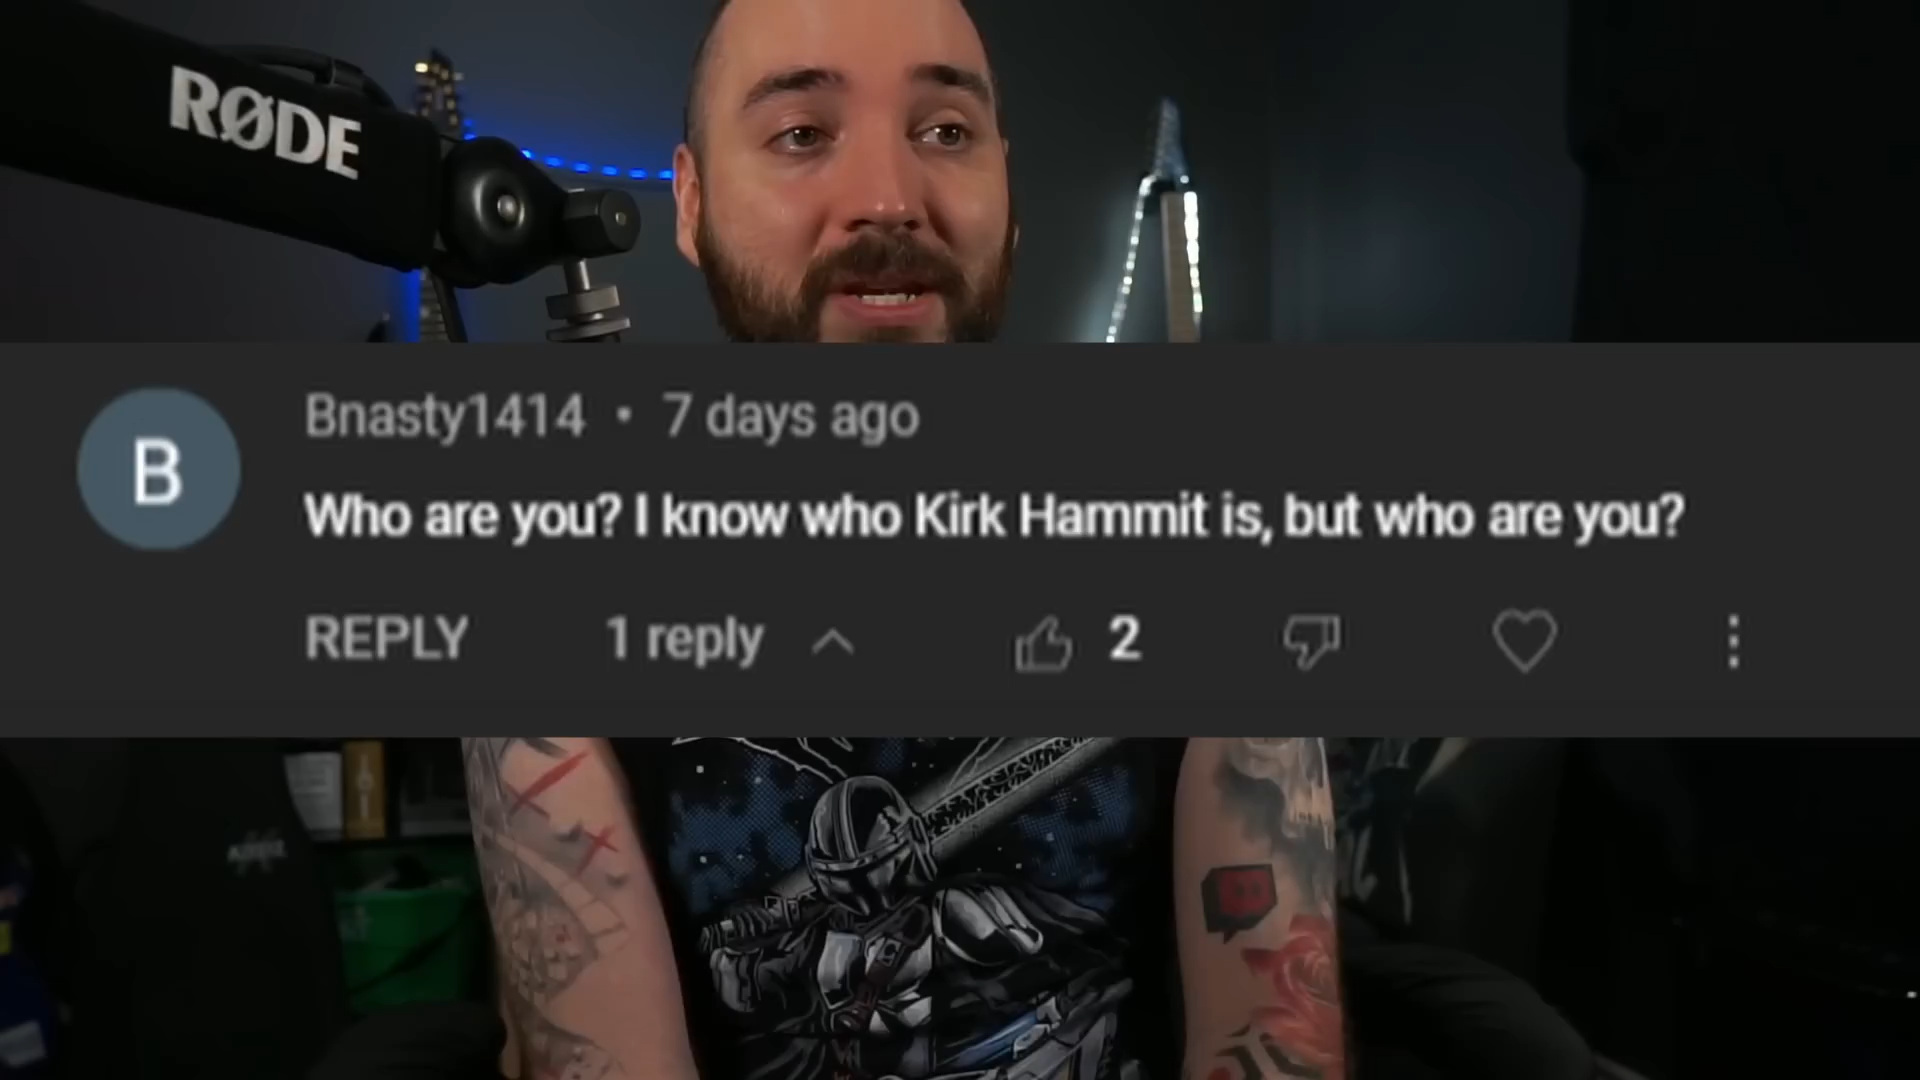 RØDE
B
Bnasty1414 • 7 days ago
Who are you? I know who Kirk Hammit is, but who are you?
REPLY 1 reply 2